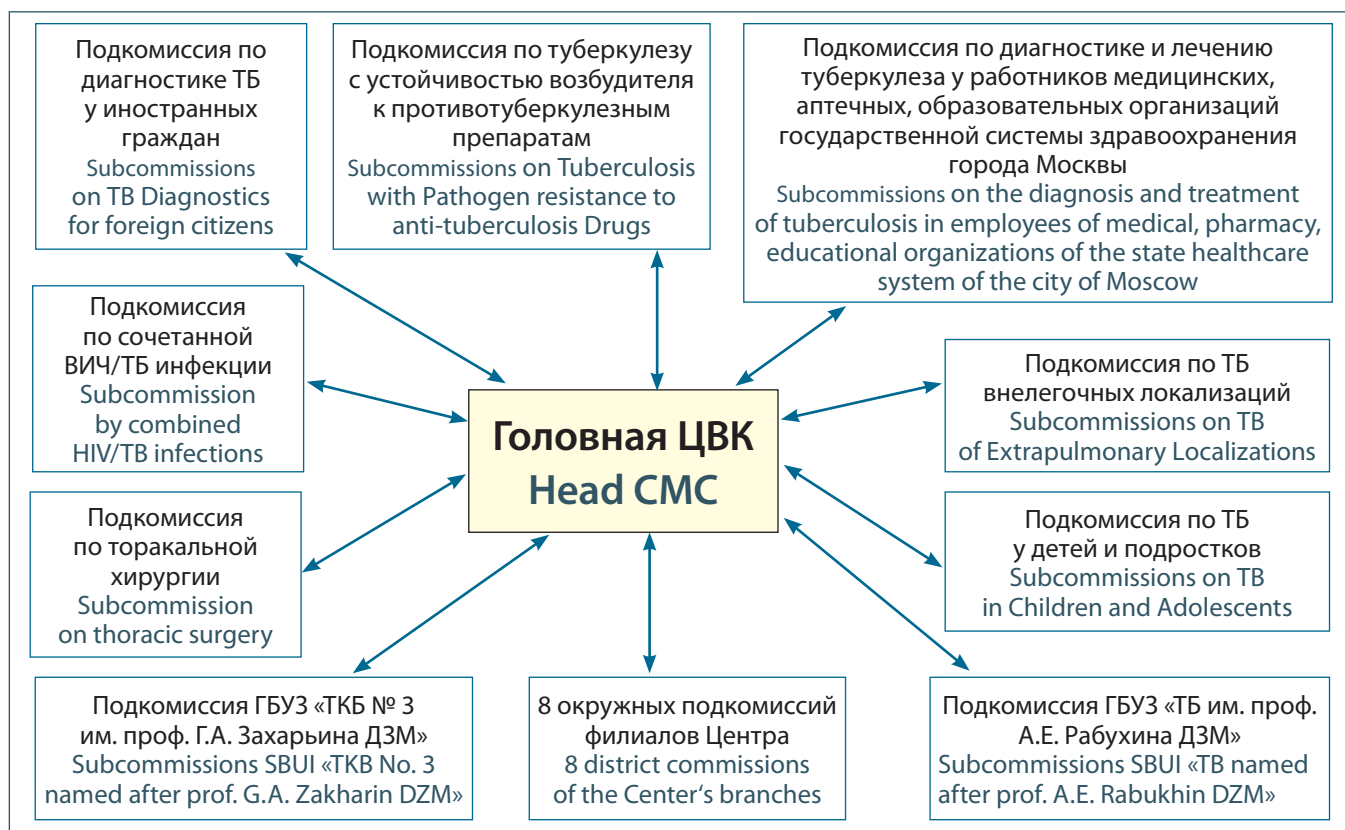 Подкомиссия по
диагностике ТБ
у иностранных
граждан
Subcommissions
on TB Diagnostics
for foreign citizens
Подкомиссия по туберкулезу
с устойчивостью возбудителя
к противотуберкулезным
препаратам
Subcommissions on Tuberculosis
with Pathogen resistance to
anti-tuberculosis Drugs
Подкомиссия по диагностике и лечению
туберкулеза у работников медицинских,
аптечных, образовательных организаций
государственной системы здравоохранения
города Москвы
Subcommissions on the diagnosis and treatment
of tuberculosis in employees of medical, pharmacy,
educational organizations of the state healthcare
system of the city of Moscow
Подкомиссия
по сочетанной
ВИЧ/ТБ инфекции
Subcommission
by combined
HIV/TB infections
Головная ЦВК
Head CMC
Подкомиссия по ТБ
внелегочных локализаций
Subcommissions on TB
of Extrapulmonary Localizations
Подкомиссия
по торакальной
хирургии
Subcommission
on thoracic surgery
Подкомиссия по ТБ
у детей и подростков
Subcommissions on TB
in Children and Adolescents
Подкомиссия ГБУЗ «ТКБ № 3
им. проф. Г.А. Захарьина ДЗМ»
Subcommissions SBUI «TKB No. 3
named after prof. G.A. Zakharin DZM»
8 окружных подкомиссий
филиалов Центра
8 district commissions
of the Center‘s branches
Подкомиссия ГБУЗ «ТБ им. проф.
А.Е. Рабухина ДЗМ»
Subcommissions SBUI «TB named
after prof. A.E. Rabukhin DZM»